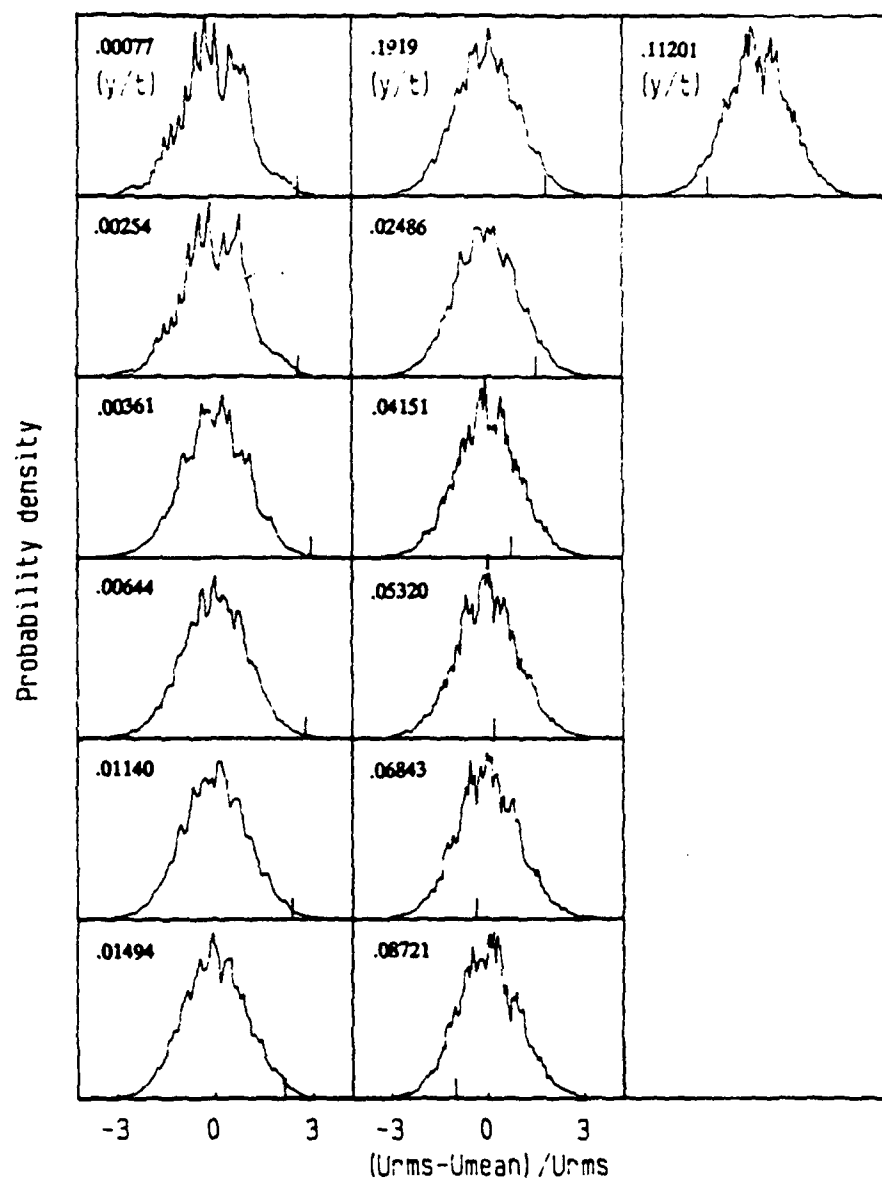 .00077
(y/t)
.1919
(y/t)
.11201
(y/t)
.00254
.02486
.00361
.04151
.00644
.05320
.01140
.06843
.01494
.08721
Probability density
-3 0 3
-3 0 3
(Urms-Umean)/Urms